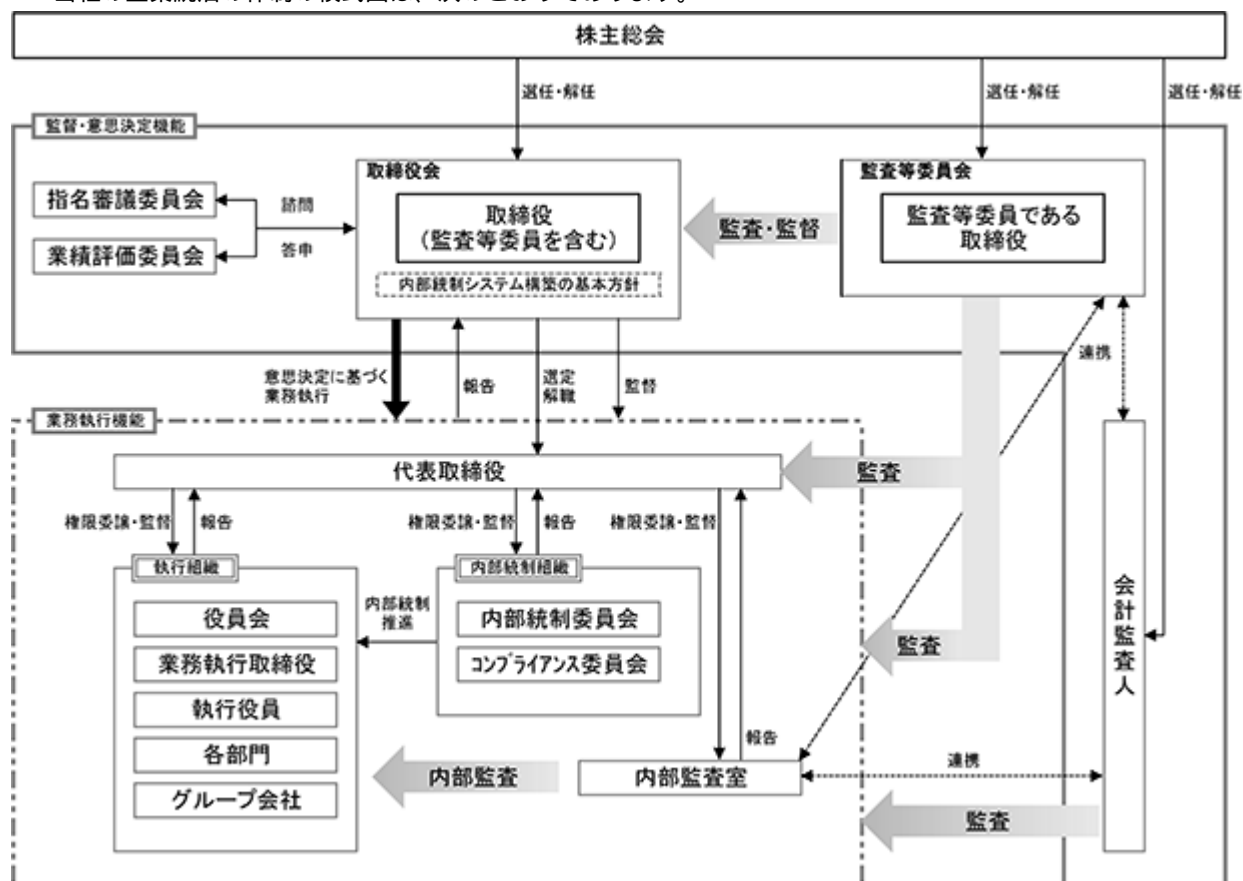 株主総会
選任・解任
選任・解任
選任・解任
監督・意思決定機能
取締役会
監査等委員会
指名審議委員会
諮問
取締役
(監査等委員を含む)
監査・監督
監査等委員である
取締役
業績評価委員会
答申
内部統制システム構築の基本方針
意思決定に基づく
業務執行
報告
選定
解職
監督
連携
業務執行機能
代表取締役
監査
権限委譲・監督
報告
権限委譲・監督
報告
権限委譲・監督
執行組織
内部統制組織
役員会
内部統制
推進
内部統制委員会
業務執行取締役
コンプライアンス委員会
監査
会計監査人
執行役員
報告
各部門
内部監査
内部監査室
連携
グループ会社
監査